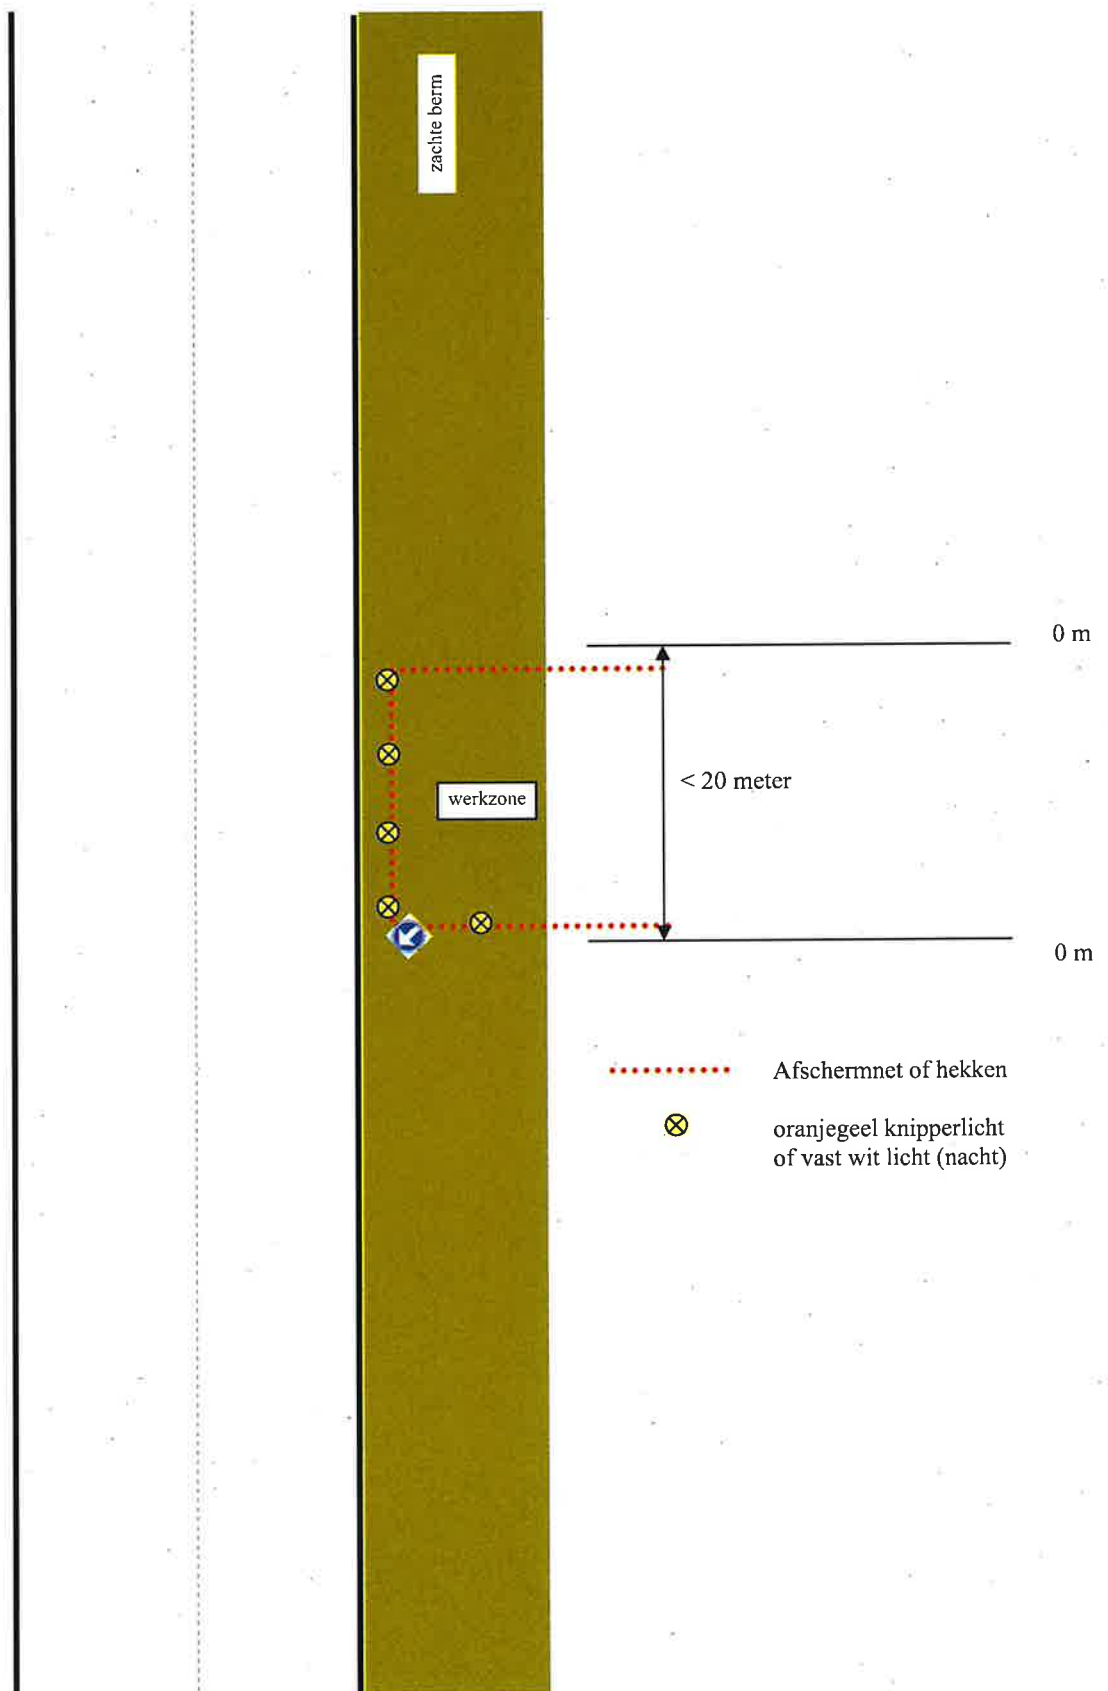 zachte berm
0 m
< 20 meter
werkzone
0 m
Afschermnet of hekken
oranjegeel knipperlicht
of vast wit licht (nacht)